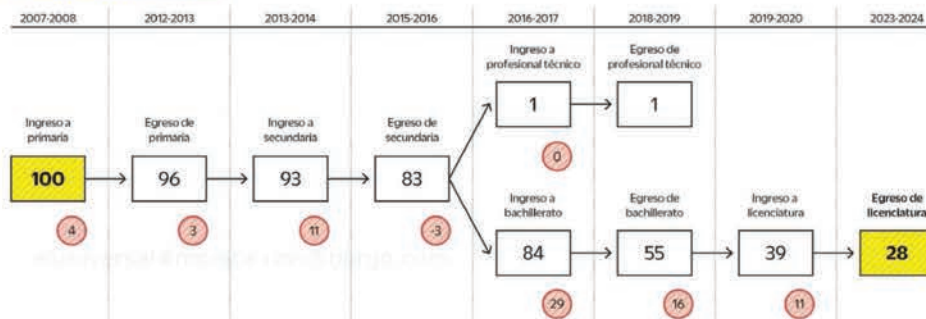 2007-2008 2012-2013 2013-2014 2015-2016 2016-2017 2018-2019 2019-2020 2023-2024
Ingreso a
profesional técnico
1
Egreso de
profesional técnico
1
0
Ingreso a
primaria
100
Egreso de
primaria
96
Ingreso a
secundaria
93
Egreso de
secundaria
83
4
3
11
-3
Ingreso a
bachillerato
84
Egreso de
bachillerato
55
Ingreso a
licenciatura
39
Egreso de
licenciatura
28
29
16
11